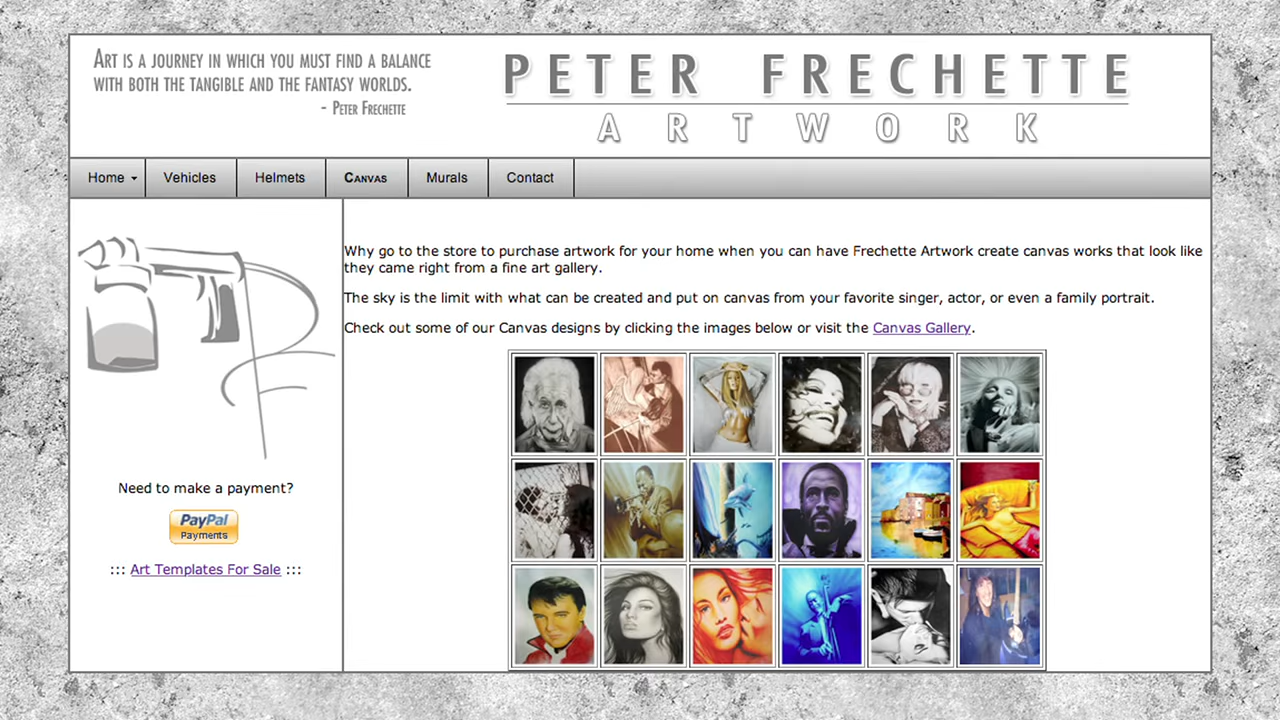 Art is a journey in which you must find a balance
with both the tangible and the fantasy worlds.
- Peter Frechette
PETER FRECHETTE
ARTWORK
Home
Vehicles
Helmets
Canvas
Murals
Contact
Why go to the store to purchase artwork for your home when you can have Frechette Artwork create canvas works that look like
they came right from a fine art gallery.
The sky is the limit with what can be created and put on canvas from your favorite singer, actor, or even a family portrait.
Check out some of our Canvas designs by clicking the images below or visit the Canvas Gallery.
Need to make a payment?
PayPal
Payments
::: Art Templates For Sale :::